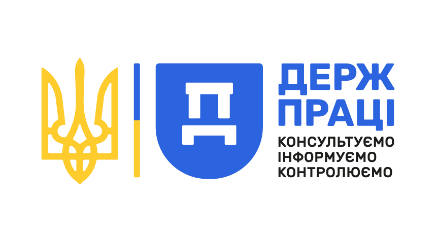 ДЕРЖ
ПРАЦІ
КОНСУЛЬТУЄМО
ІНФОРМУЄМО
КОНТРОЛЮЄМО